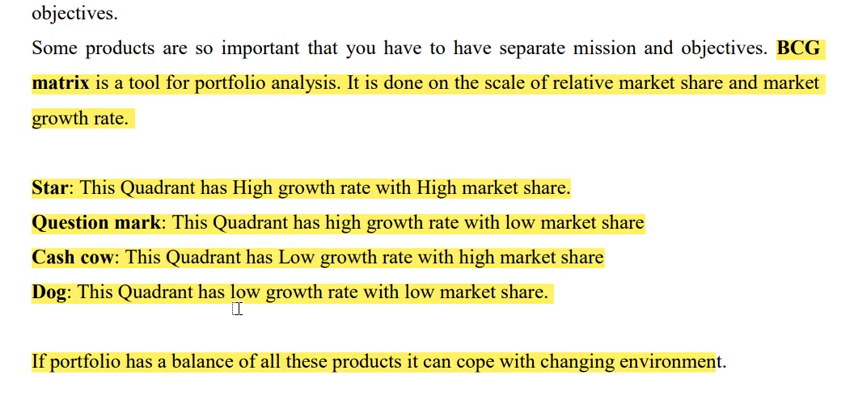 objectives.
Some products are so important that you have to have separate mission and objectives. BCG
matrix is a tool for portfolio analysis. It is done on the scale of relative market share and market
growth rate.
Star: This Quadrant has High growth rate with High market share.
Question mark: This Quadrant has high growth rate with low market share
Cash cow: This Quadrant has Low growth rate with high market share
Dog: This Quadrant has low growth rate with low market share.
If portfolio has a balance of all these products it can cope with changing environment.